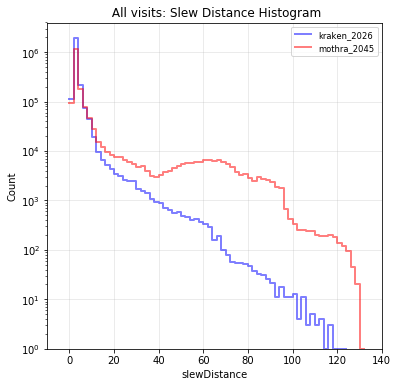 All visits: Slew Distance Histogram
kraken_2026
mothra_2045
Count
10⁶
10⁵
10⁴
10³
10²
10¹
10⁰
0 20 40 60 80 100 120 140
slewDistance